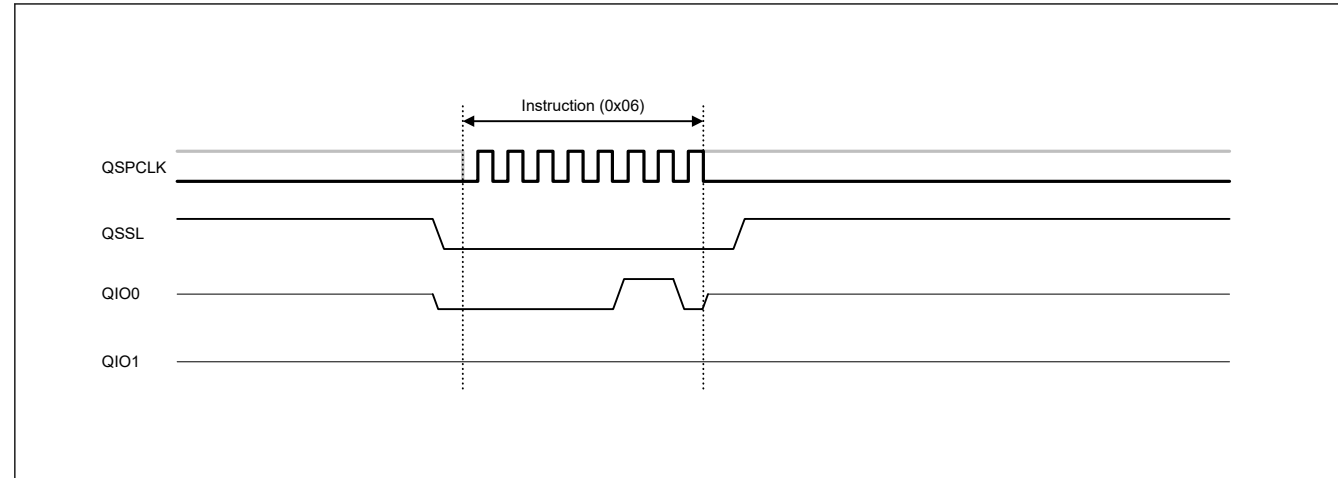 Instruction (0x06)
QSPCLK
QSSL
QIO0
QIO1